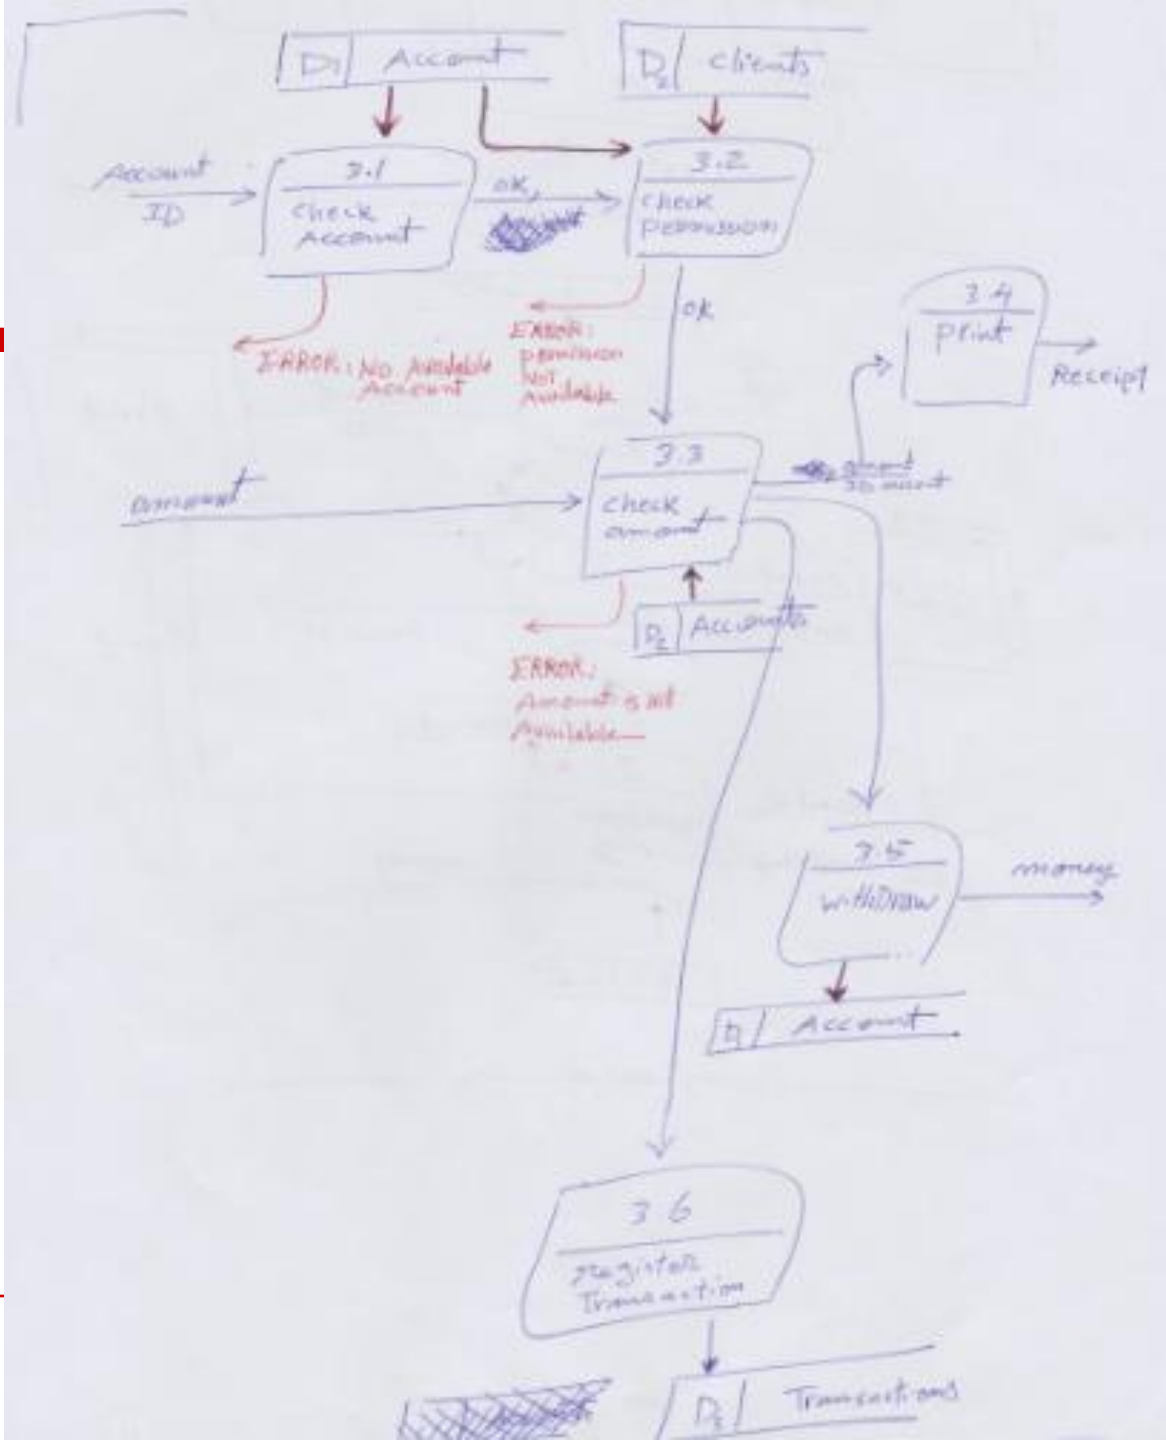 D1 Account
D2 clients
Account
ID
3.1
check
Account
ok,
3.2
check
permission
ERROR: No Available
Account
ERROR:
permission
Not
Available
ok
3.4
print
Receipt
3.3
check
amount
amount
D2 Accounts
ERROR:
Amount is not
Available
3.5
withDraw
...
money
Account
3.6
Register
Transaction
Transactions